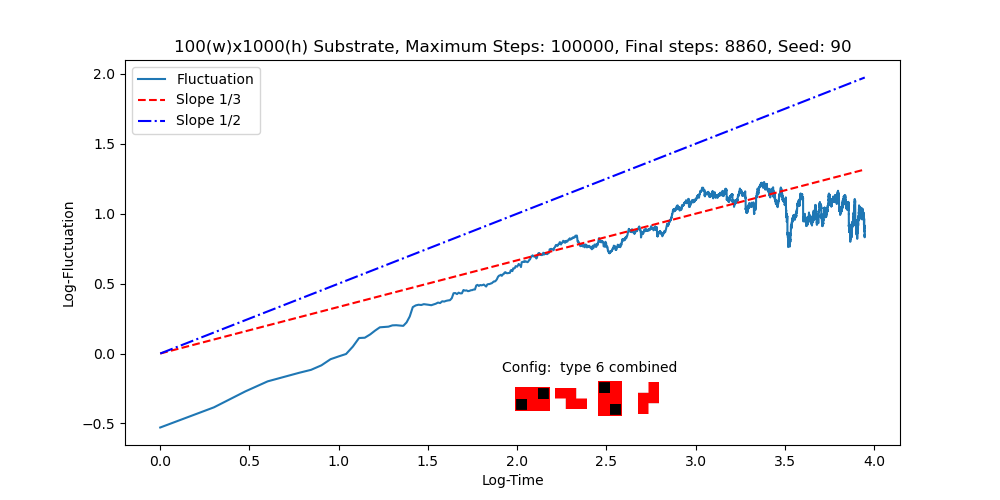 100(w)x1000(h) Substrate, Maximum Steps: 100000, Final steps: 8860, Seed: 90
Fluctuation
Slope 1/3
Slope 1/2
2.0
1.5
1.0
0.5
0.0
−0.5
Log-Fluctuation
Config:  type 6 combined
0.0 0.5 1.0 1.5 2.0 2.5 3.0 3.5 4.0
Log-Time